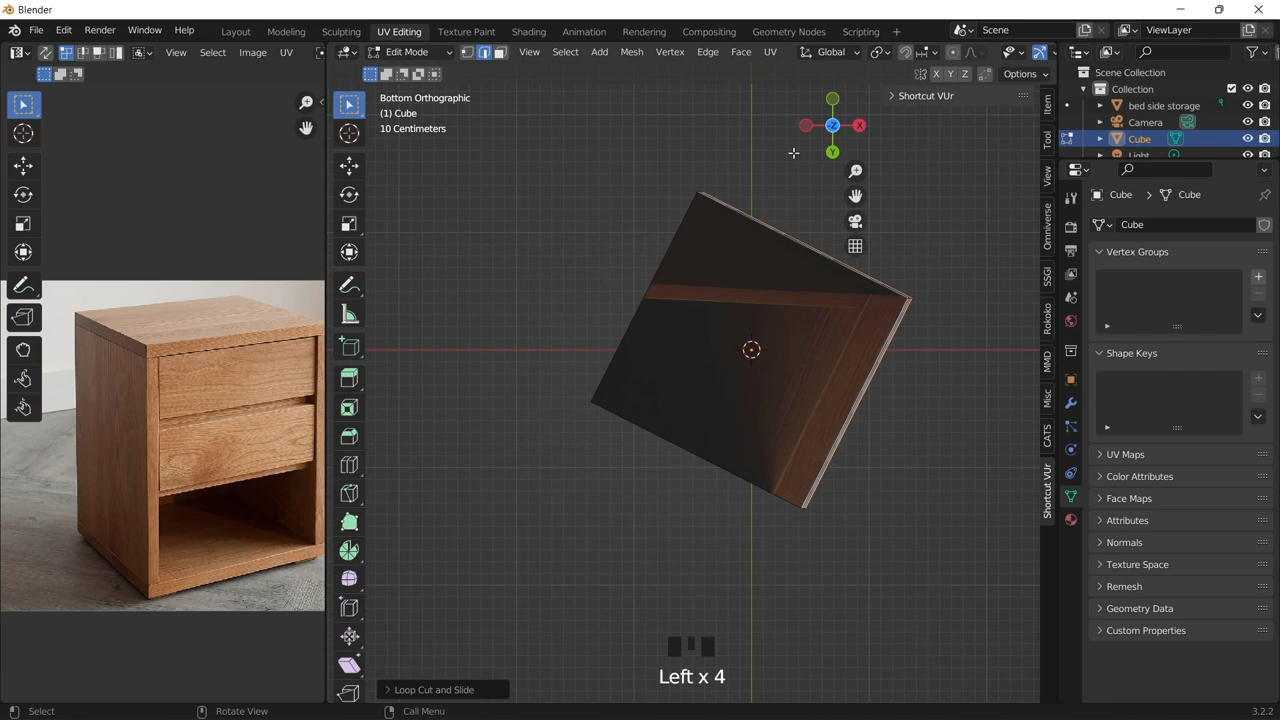 Blender
File Edit Render Window Help Layout Modeling Sculpting UV Editing Texture Paint Shading Animation Rendering Compositing Geometry Nodes Scripting + Scene ViewLayer
View Select Image UV Edit Mode View Select Add Mesh Vertex Edge Face UV Global
X Y Z Options
Scene Collection
Collection
bed side storage
Camera
Cube
Light
Bottom Orthographic
(1) Cube
10 Centimeters
Shortcut VUr
X
Y
-Z
Item
Tool
View
Omniverse
SSGI
Rokoko
MMD
Misc
CATS
Shortcut VUr
Cube > Cube
Cube
Vertex Groups
Shape Keys
UV Maps
Color Attributes
Face Maps
Attributes
Normals
Texture Space
Remesh
Geometry Data
Custom Properties
Left x 4
Loop Cut and Slide
Select Rotate View Call Menu 3.2.2